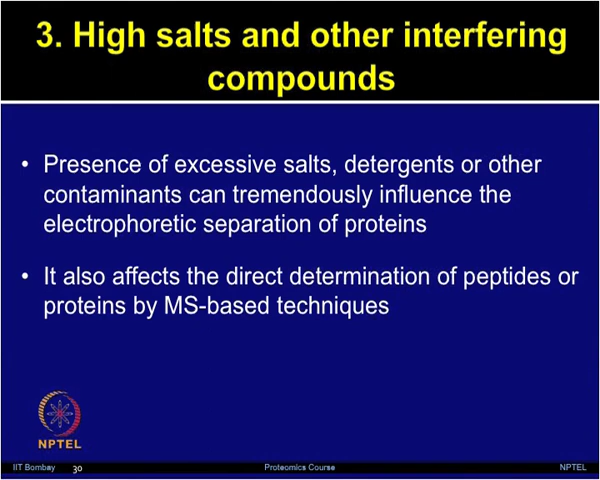 3. High salts and other interfering
compounds
• Presence of excessive salts, detergents or other
contaminants can tremendously influence the
electrophoretic separation of proteins
• It also affects the direct determination of peptides or
proteins by MS-based techniques
NPTEL
IIT Bombay 30 Proteomics Course NPTEL